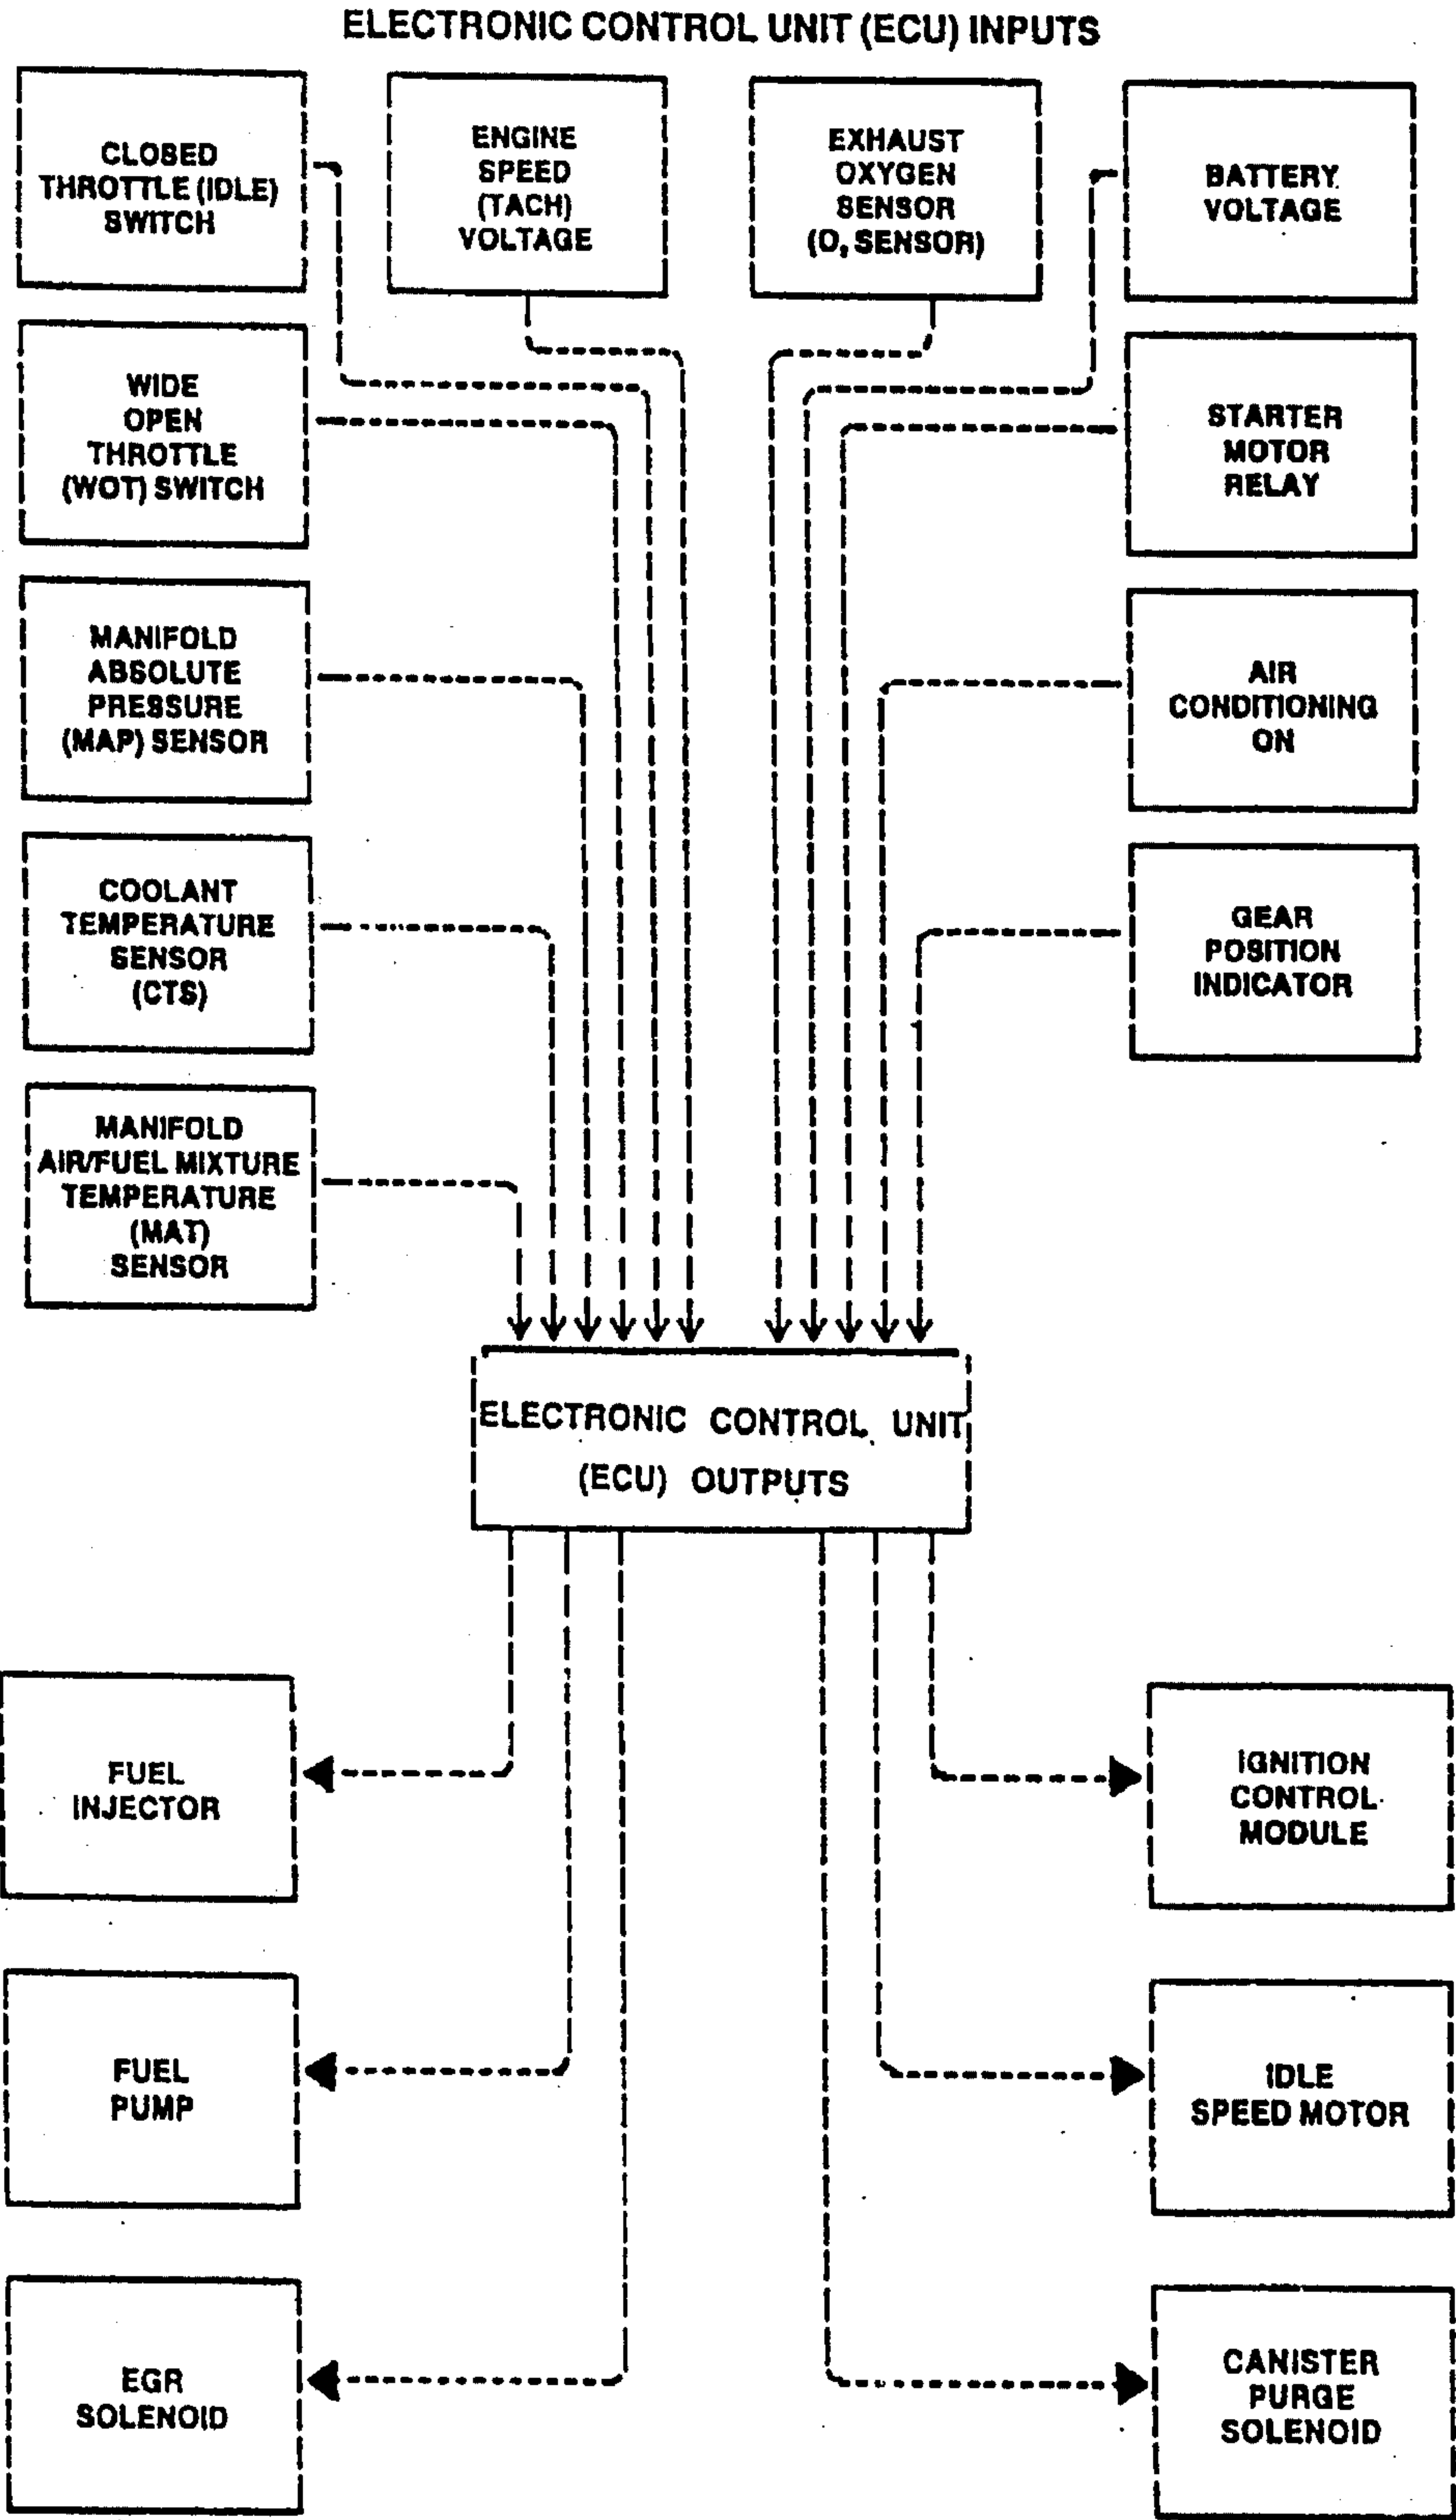 ELECTRONIC CONTROL UNIT (ECU) INPUTS
CLOSED
THROTTLE (IDLE)
SWITCH
ENGINE
SPEED
(TACH)
VOLTAGE
EXHAUST
OXYGEN
SENSOR
(O, SENSOR)
BATTERY
VOLTAGE
WIDE
OPEN
THROTTLE
(WOT) SWITCH
STARTER
MOTOR
RELAY
MANIFOLD
ABSOLUTE
PRESSURE
(MAP) SENSOR
AIR
CONDITIONING
ON
COOLANT
TEMPERATURE
SENSOR
(CTS)
GEAR
POSITION
INDICATOR
MANIFOLD
AIR/FUEL MIXTURE
TEMPERATURE
(MAT)
SENSOR
ELECTRONIC CONTROL UNIT
(ECU) OUTPUTS
FUEL
INJECTOR
IGNITION
CONTROL
MODULE
FUEL
PUMP
IDLE
SPEED MOTOR
EGR
SOLENOID
CANISTER
PURGE
SOLENOID